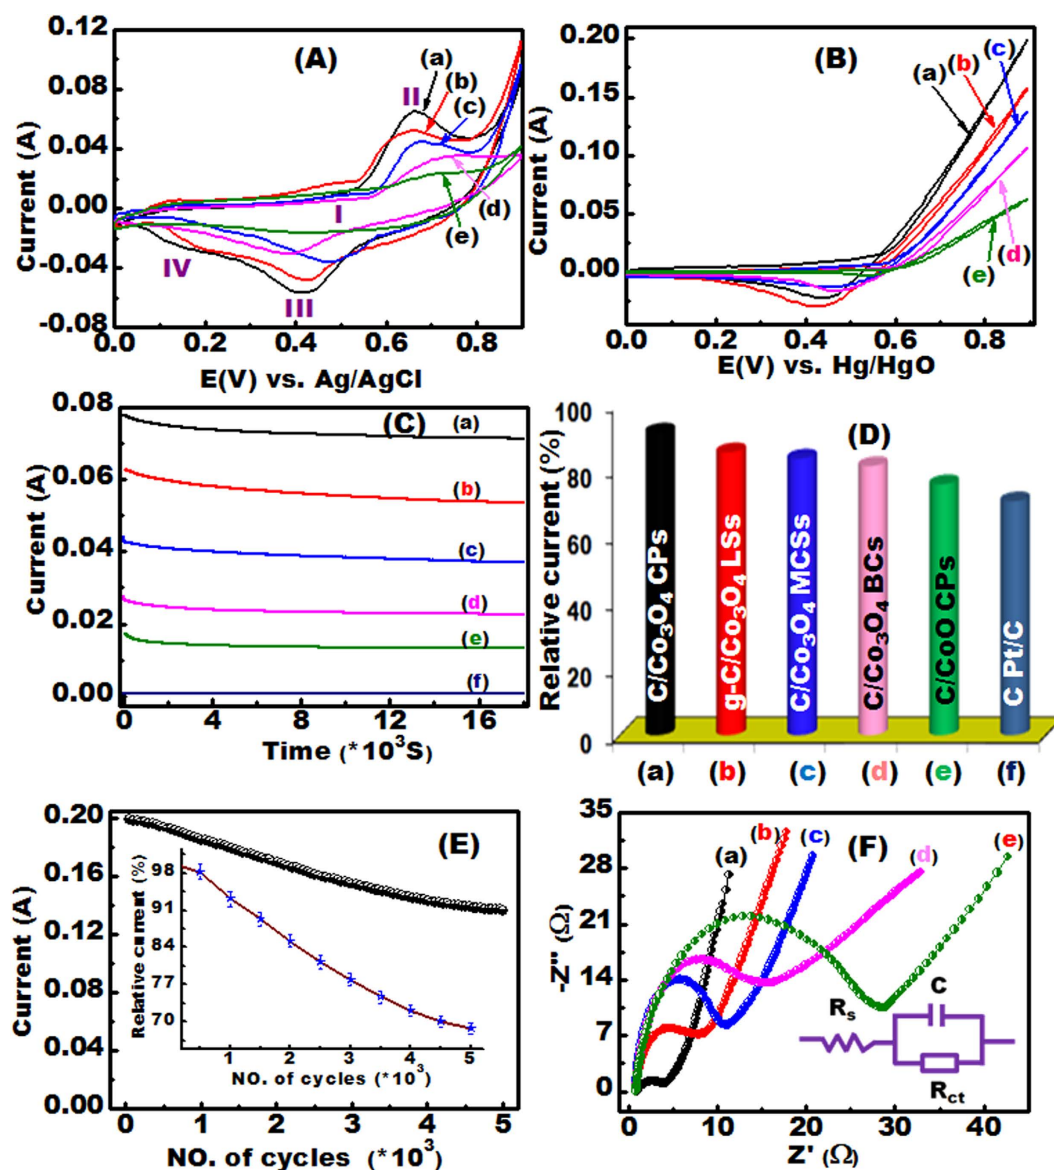 (A)
0.12
0.08
0.04
0.00
-0.04
-0.08
Current (A)
II
(a)
(b)
(c)
I
(d)
(e)
IV
III
0.0 0.2 0.4 0.6 0.8
E(V) vs. Ag/AgCl
(B)
0.20
0.15
0.10
0.05
0.00
Current (A)
(a)
(b)
(c)
(d)
(e)
0.0 0.2 0.4 0.6 0.8
E(V) vs. Hg/HgO
(C)
0.08
0.06
0.04
0.02
0.00
Current (A)
(a)
(b)
(c)
(d)
(e)
(f)
0 4 8 12 16
Time (*10³S)
(D)
100
80
60
40
20
0
Relative current (%)
C/Co₃O₄ CPs
g-C/Co₃O₄ LSs
C/Co₃O₄ MCSs
C/Co₃O₄ BCs
C/CoO CPs
C Pt/C
(a) (b) (c) (d) (e) (f)
(E)
0.20
0.16
0.12
0.08
0.04
0.00
Current (A)
98
91
84
77
70
Relative current (%)
1 2 3 4 5
NO. of cycles (*10³)
0 1 2 3 4 5
NO. of cycles (*10³)
(F)
35
28
21
14
7
0
-Z'' (Ω)
(a)
(b)
(c)
(d)
(e)
Rs
C
Rct
0 10 20 30 40
Z' (Ω)